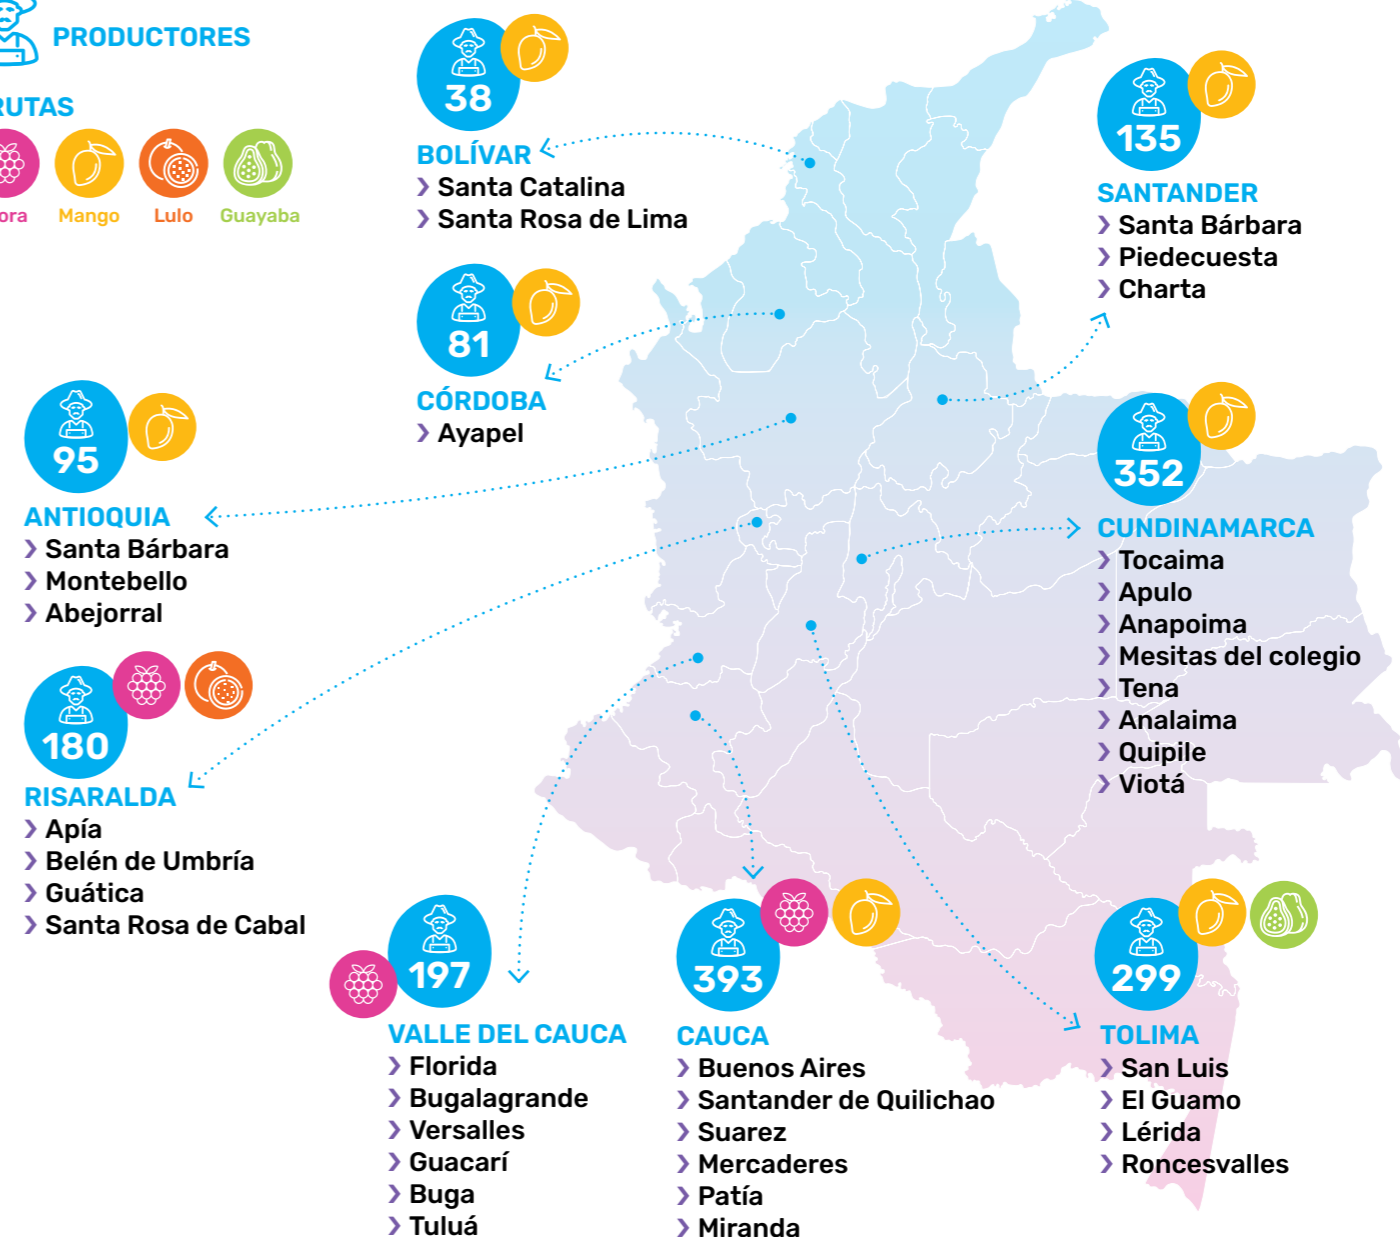 PRODUCTORES
RUTAS
ora
Mango
Lulo
Guayaba
38
BOLÍVAR
Santa Catalina
Santa Rosa de Lima
135
SANTANDER
Santa Bárbara
Piedecuesta
Charta
81
CÓRDOBA
Ayapel
95
ANTIOQUIA
Santa Bárbara
Montebello
Abejorral
352
CUNDINAMARCA
Tocaima
Apulo
Anapoima
Mesitas del colegio
Tena
Analaima
Quipile
Viotá
180
RISARALDA
Apía
Belén de Umbría
Guática
Santa Rosa de Cabal
197
VALLE DEL CAUCA
Florida
Bugalagrande
Versalles
Guacarí
Buga
Tuluá
393
CAUCA
Buenos Aires
Santander de Quilichao
Suarez
Mercaderes
Patía
Miranda
299
TOLIMA
San Luis
El Guamo
Lérida
Roncesvalles